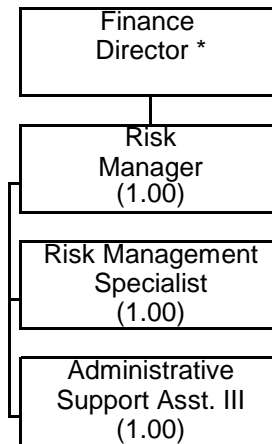 Finance
Director *
Risk
Manager
(1.00)
Risk Management
Specialist
(1.00)
Administrative
Support Asst. III
(1.00)